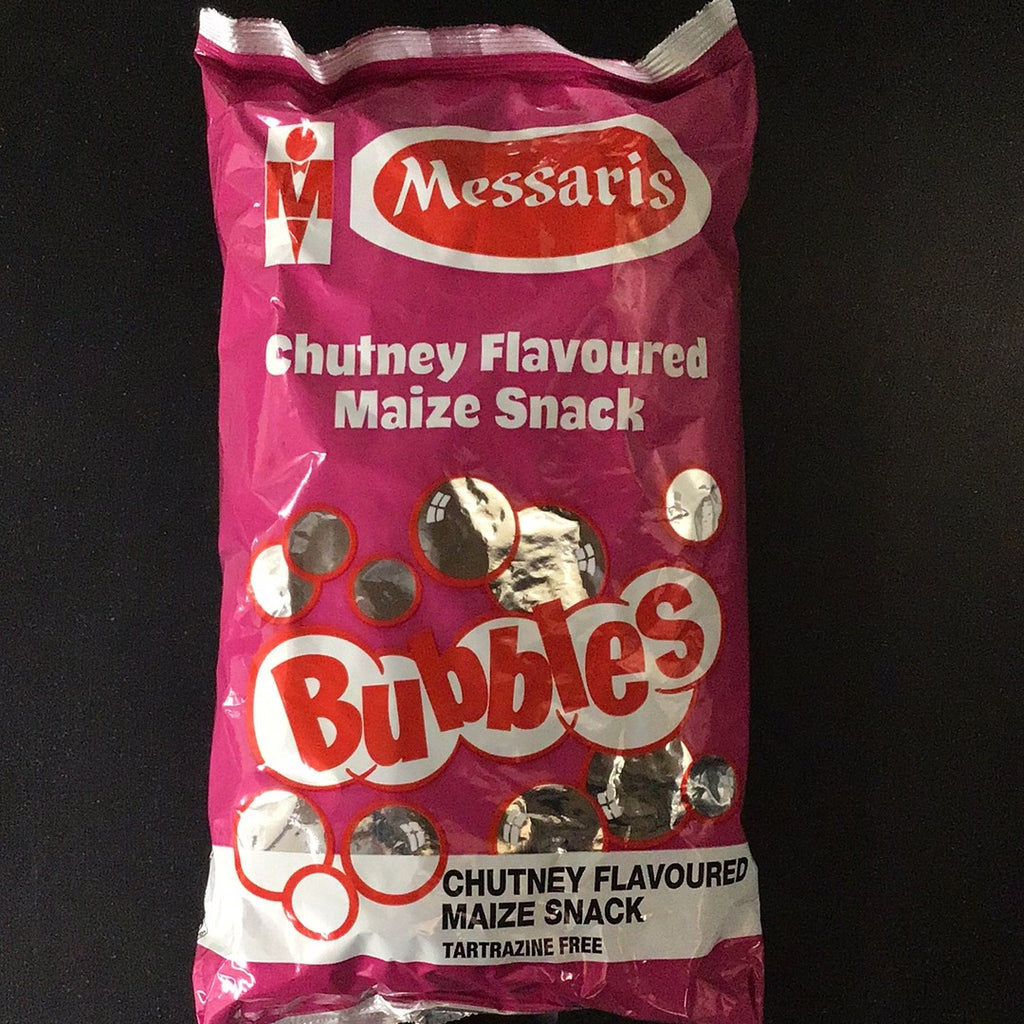 M
Messaris
Chutney Flavoured
Maize Snack
Bubbles
CHUTNEY FLAVOURED
MAIZE SNACK
TARTRAZINE FREE